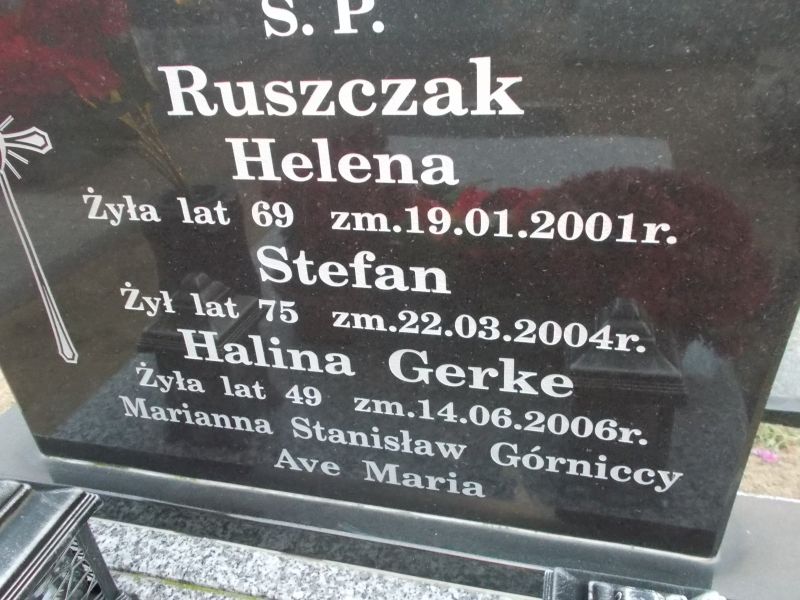 Ś. P.
Ruszczak
Helena
Żyła lat 69 zm.19.01.2001r.
Stefan
Żył lat 75 zm.22.03.2004r.
Halina Gerke
Żyła lat 49 zm.14.06.2006r.
Marianna Stanisław Górniccy
Ave Maria